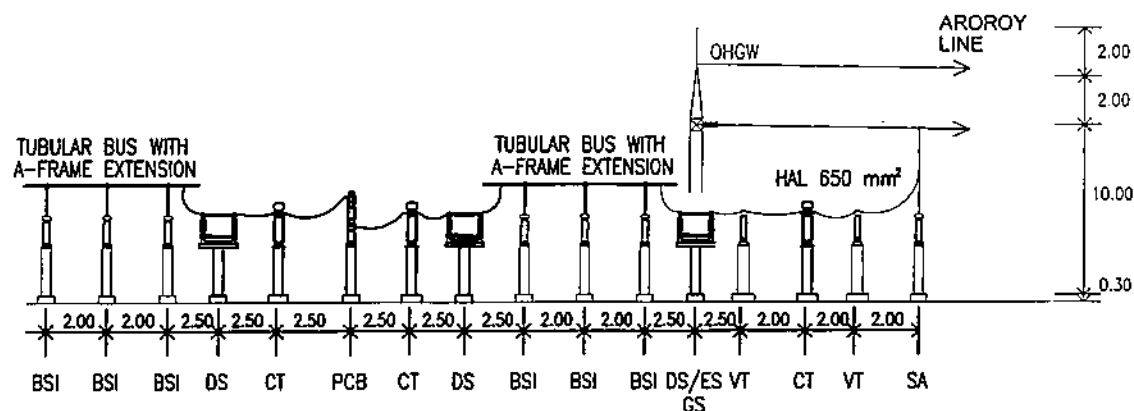 AROROY
LINE
OHGW
2.00
2.00
TUBULAR BUS WITH
A-FRAME EXTENSION
TUBULAR BUS WITH
A-FRAME EXTENSION
HAL 650 mm²
10.00
0.30
2.00 2.00 2.50 2.50 2.50 2.50 2.50 2.50 2.00 2.00 2.50 2.50 2.00 2.00 2.00
BSI BSI BSI DS CT PCB CT DS BSI BSI BSI DS/ES VT CT VT SA
GS